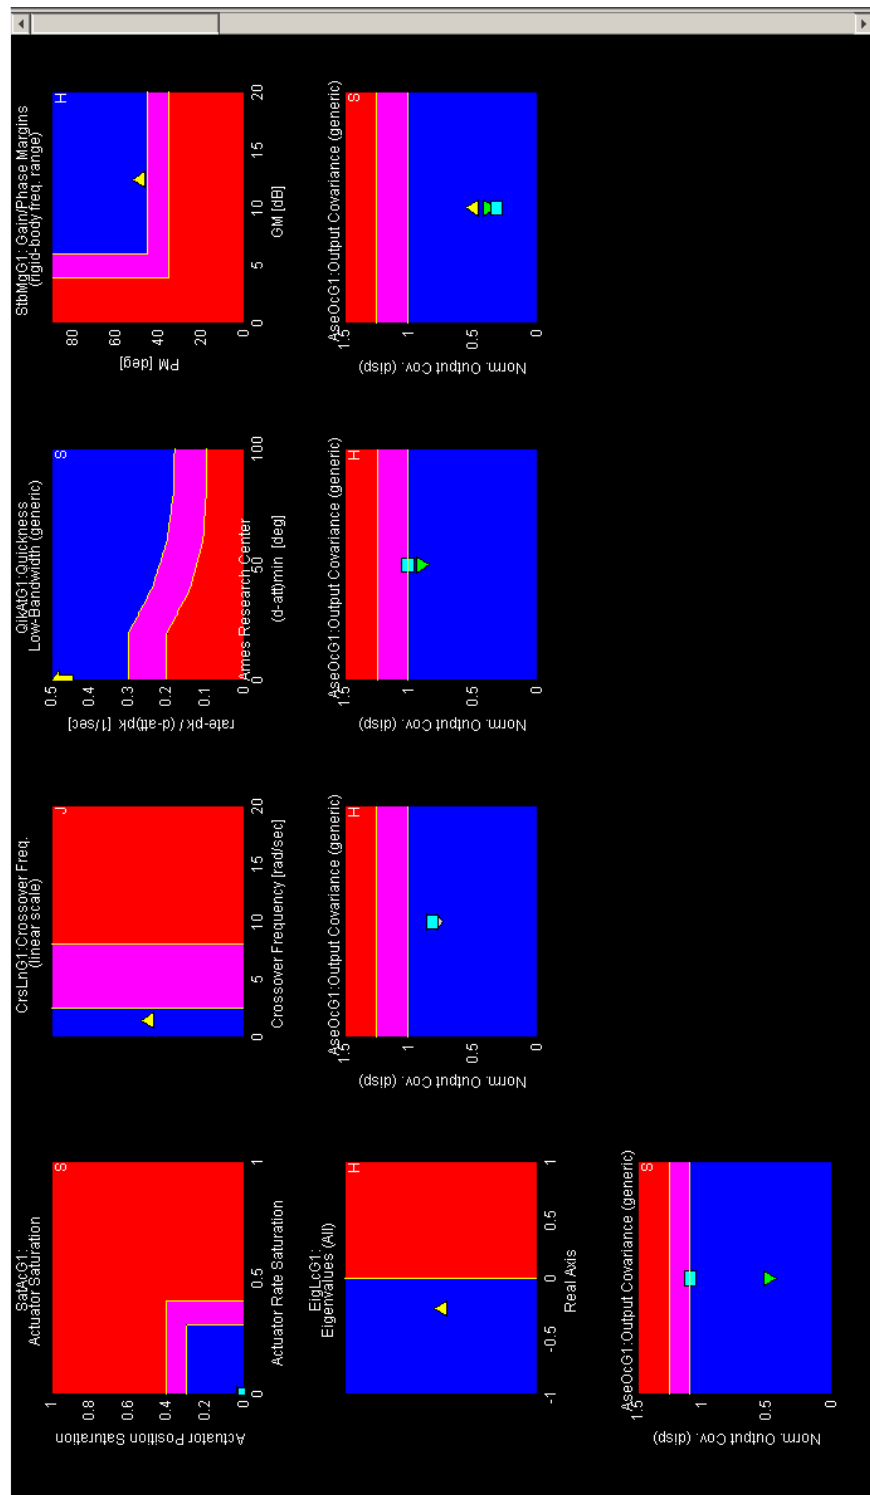 SatAcG1:
Actuator Saturation
S
1
0.8
0.6
0.4
0.2
0
Actuator Position Saturation
0
0.5
1
Actuator Rate Saturation
CrsLnG1:Crossover Freq.
(linear scale)
J
0
5
10
15
20
Crossover Frequency [rad/sec]
QikAtG1:Quickness
Low-Bandwidth (generic)
S
0.5
0.4
0.3
0.2
0.1
0
rate-pk / (d-att)pk [1/sec]
0
50
100
Ames Research Center
(d-att)min [deg]
StbMgG1: Gain/Phase Margins
(rigid-body freq. range)
H
80
60
40
20
0
PM [deg]
0
5
10
15
20
GM [dB]
EigLcG1:
Eigenvalues (All)
H
-1
-0.5
0
0.5
1
Real Axis
AseOcG1:Output Covariance (generic)
H
1.5
1
0.5
0
Norm. Output Cov. (disp)
AseOcG1:Output Covariance (generic)
H
1.5
1
0.5
0
Norm. Output Cov. (disp)
AseOcG1:Output Covariance (generic)
S
1.5
1
0.5
0
Norm. Output Cov. (disp)
AseOcG1:Output Covariance (generic)
S
1.5
1
0.5
0
Norm. Output Cov. (disp)